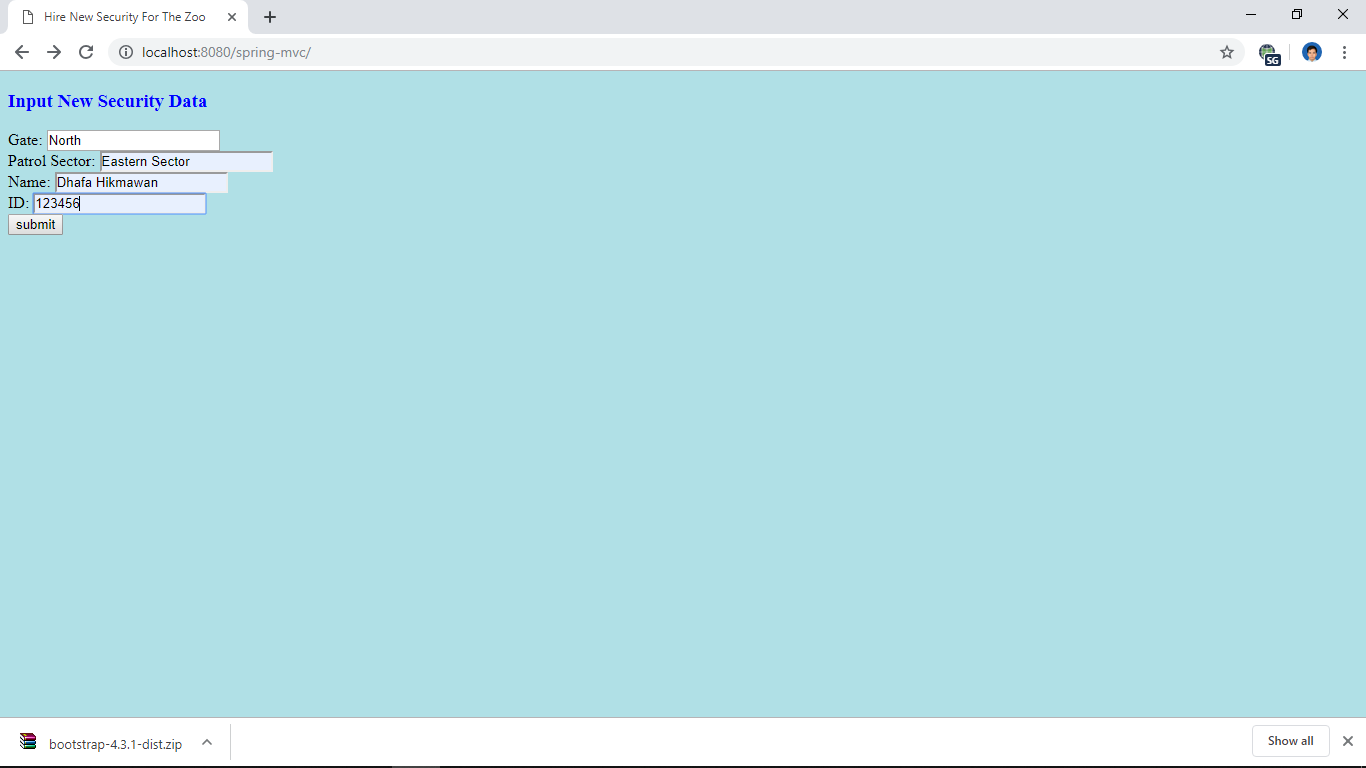 Hire New Security For The Zoo
localhost:8080/spring-mvc/
SG
Input New Security Data
Gate: North
Patrol Sector: Eastern Sector
Name: Dhafa Hikmawan
ID: 123456
submit
bootstrap-4.3.1-dist.zip
Show all